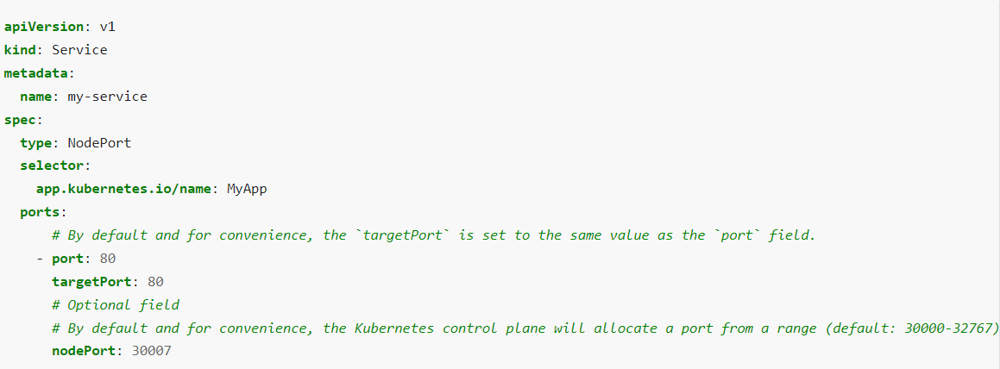 apiVersion: v1
kind: Service
metadata:
  name: my-service
spec:
  type: NodePort
  selector:
    app.kubernetes.io/name: MyApp
  ports:
      # By default and for convenience, the `targetPort` is set to the same value as the `port` field.
    - port: 80
      targetPort: 80
      # Optional field
      # By default and for convenience, the Kubernetes control plane will allocate a port from a range (default: 30000-32767)
      nodePort: 30007